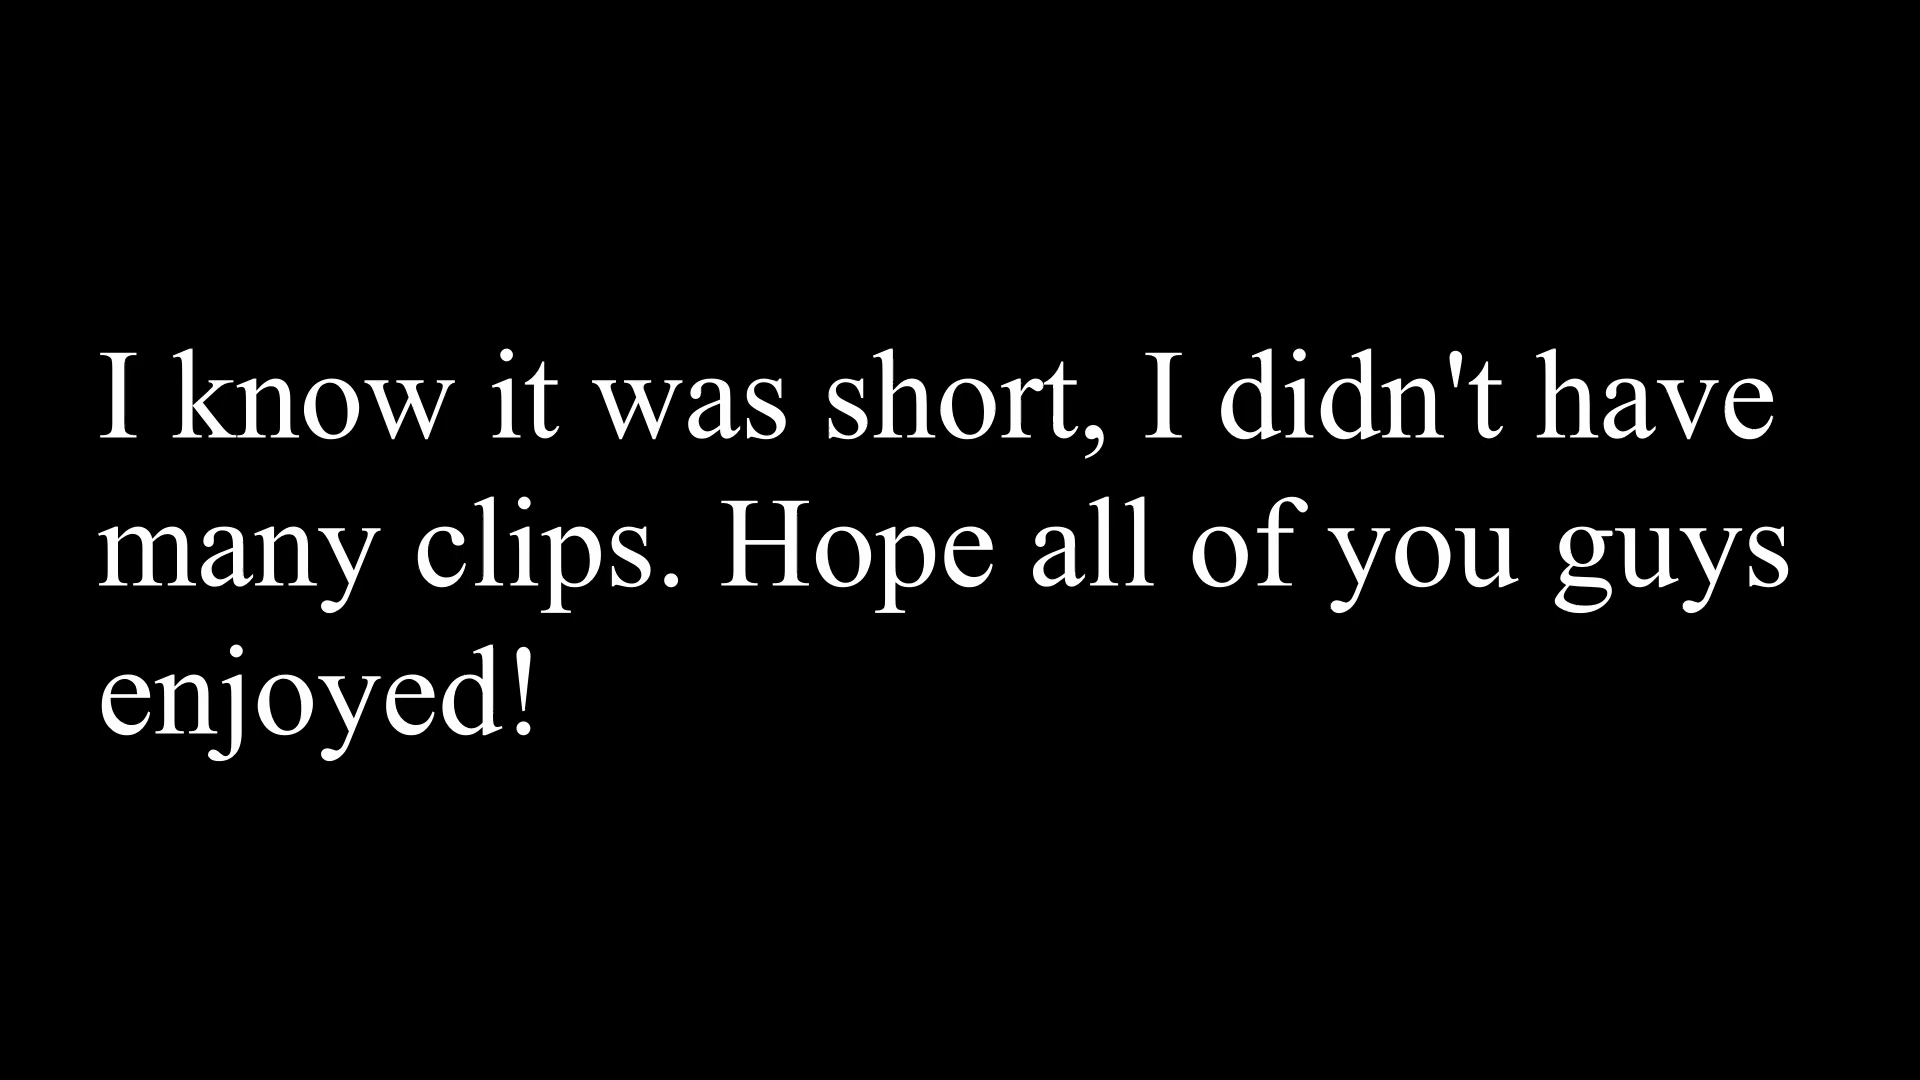 I know it was short, I didn't have
many clips. Hope all of you guys
enjoyed!